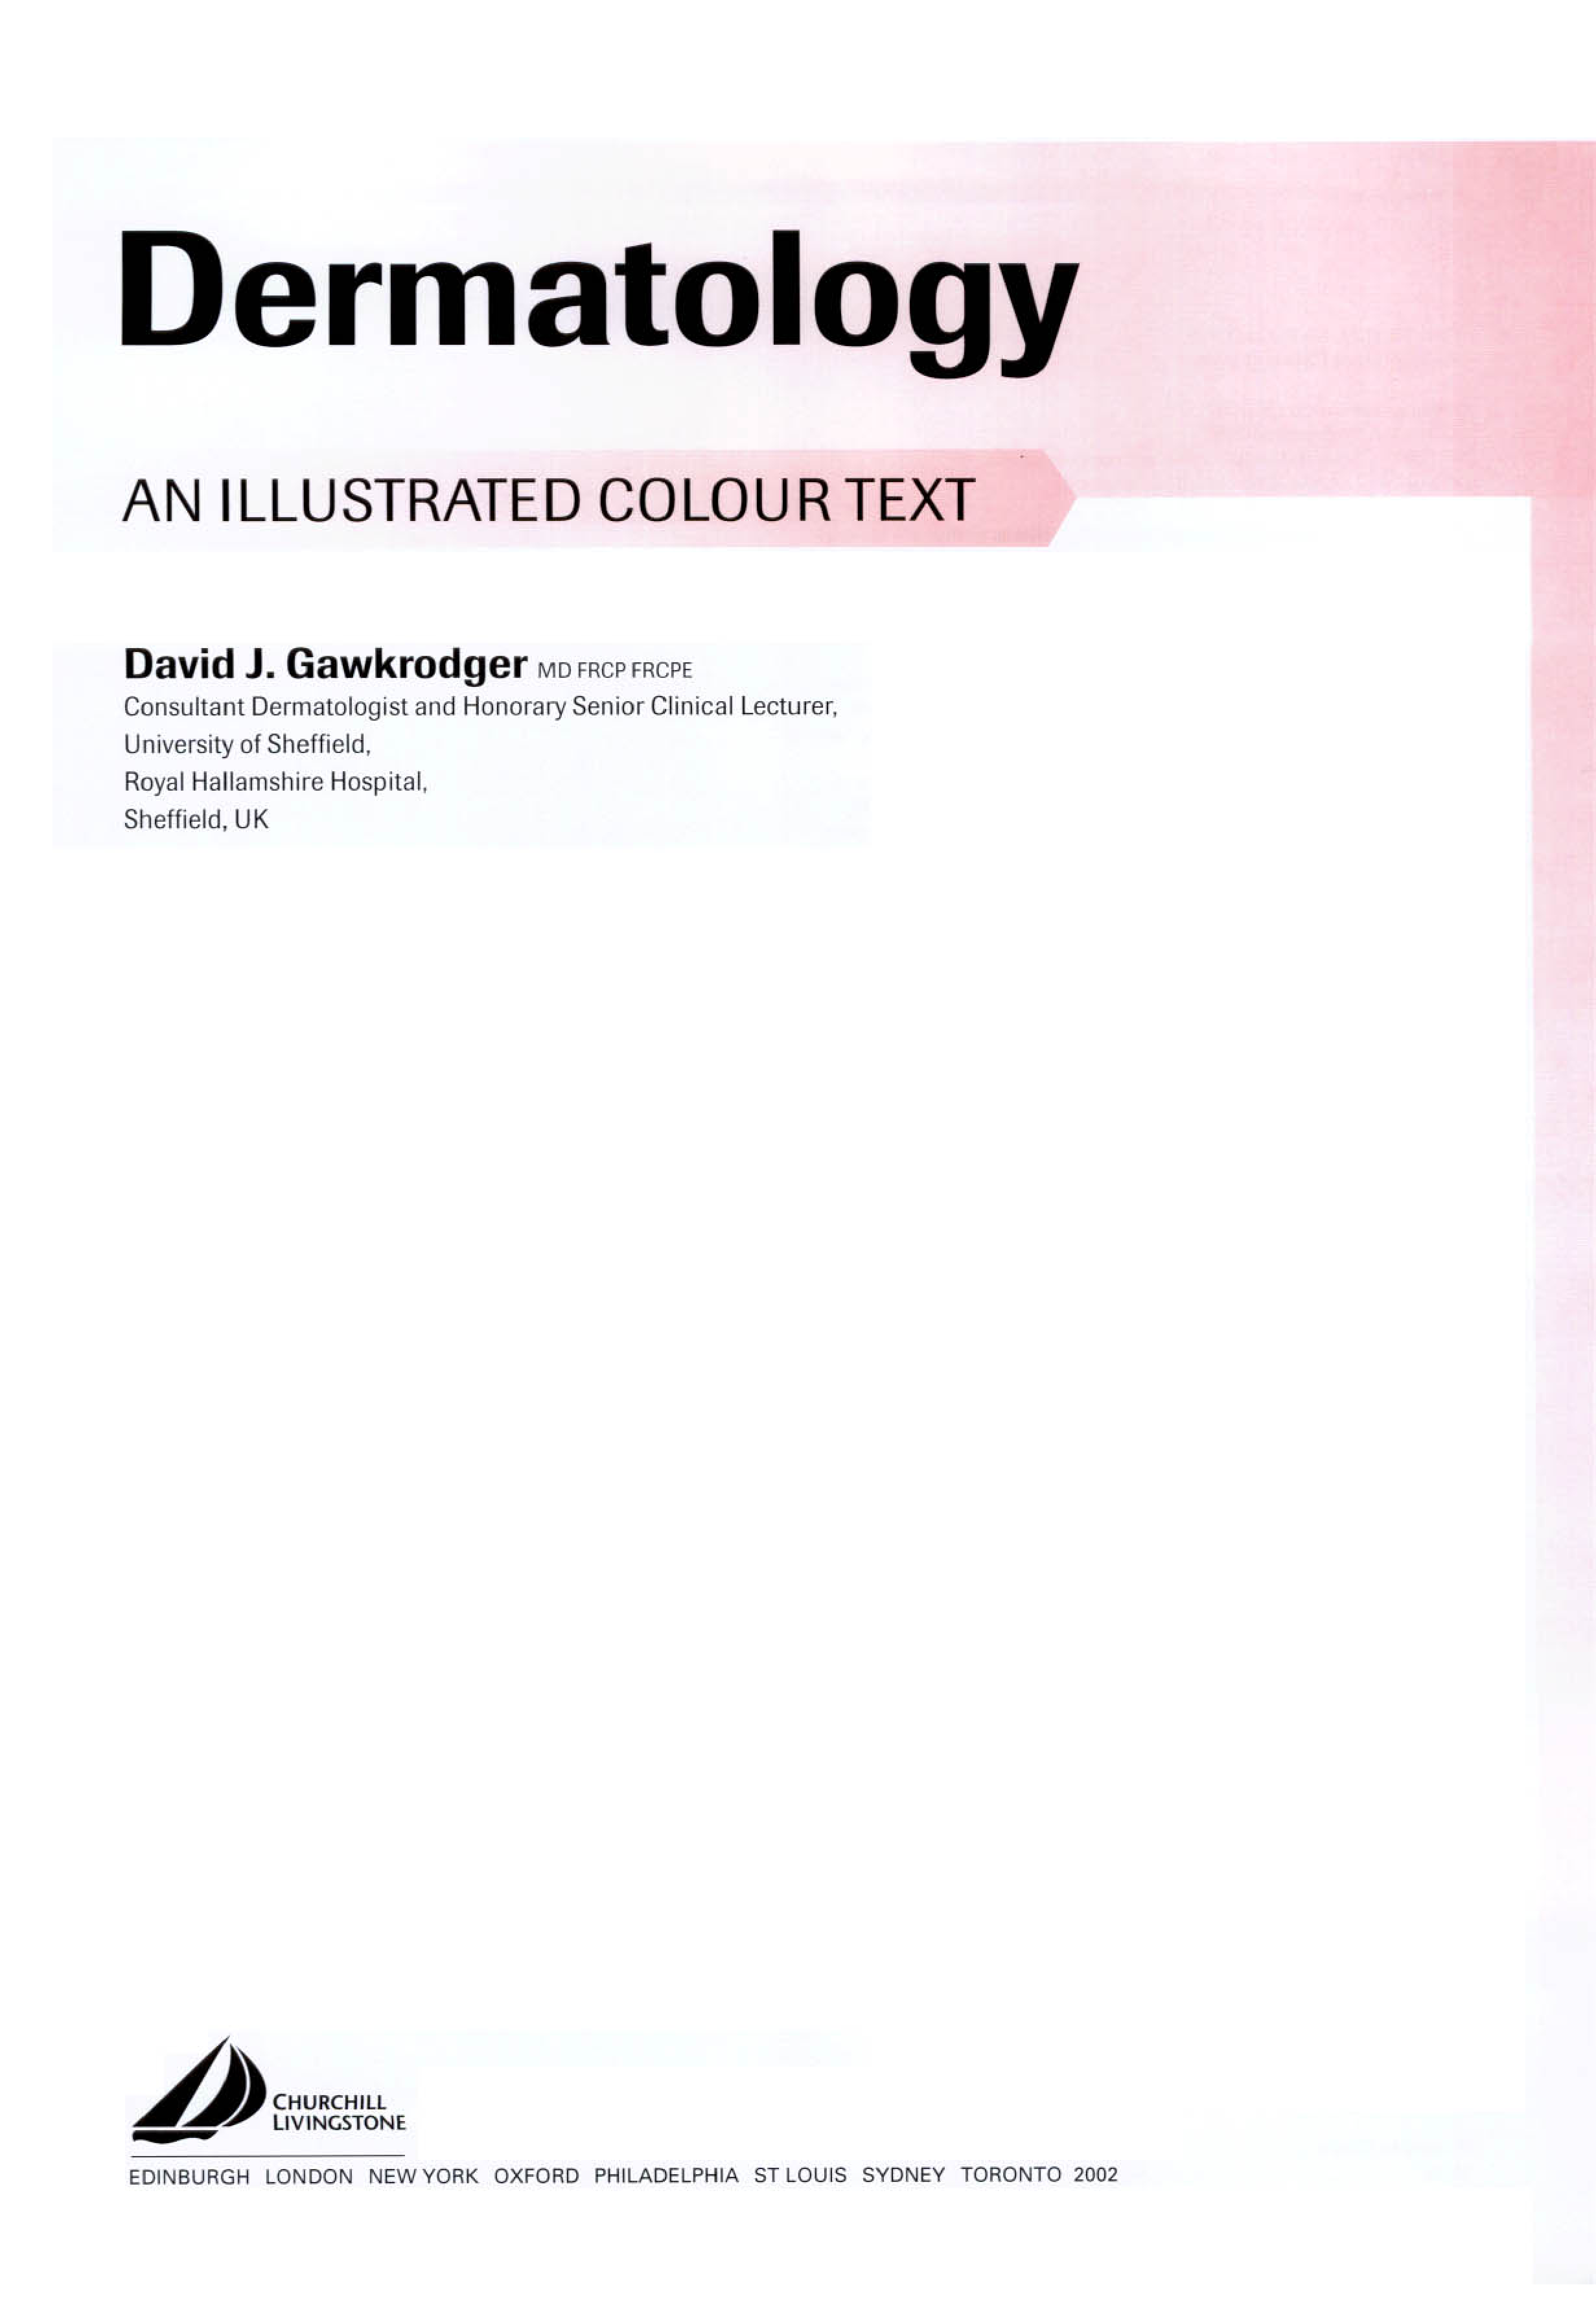 Dermatology
AN ILLUSTRATED COLOUR TEXT
David J. Gawkrodger MD FRCP FRCPE
Consultant Dermatologist and Honorary Senior Clinical Lecturer,
University of Sheffield,
Royal Hallamshire Hospital,
Sheffield, UK
CHURCHILL
LIVINGSTONE
EDINBURGH LONDON NEW YORK OXFORD PHILADELPHIA ST LOUIS SYDNEY TORONTO 2002